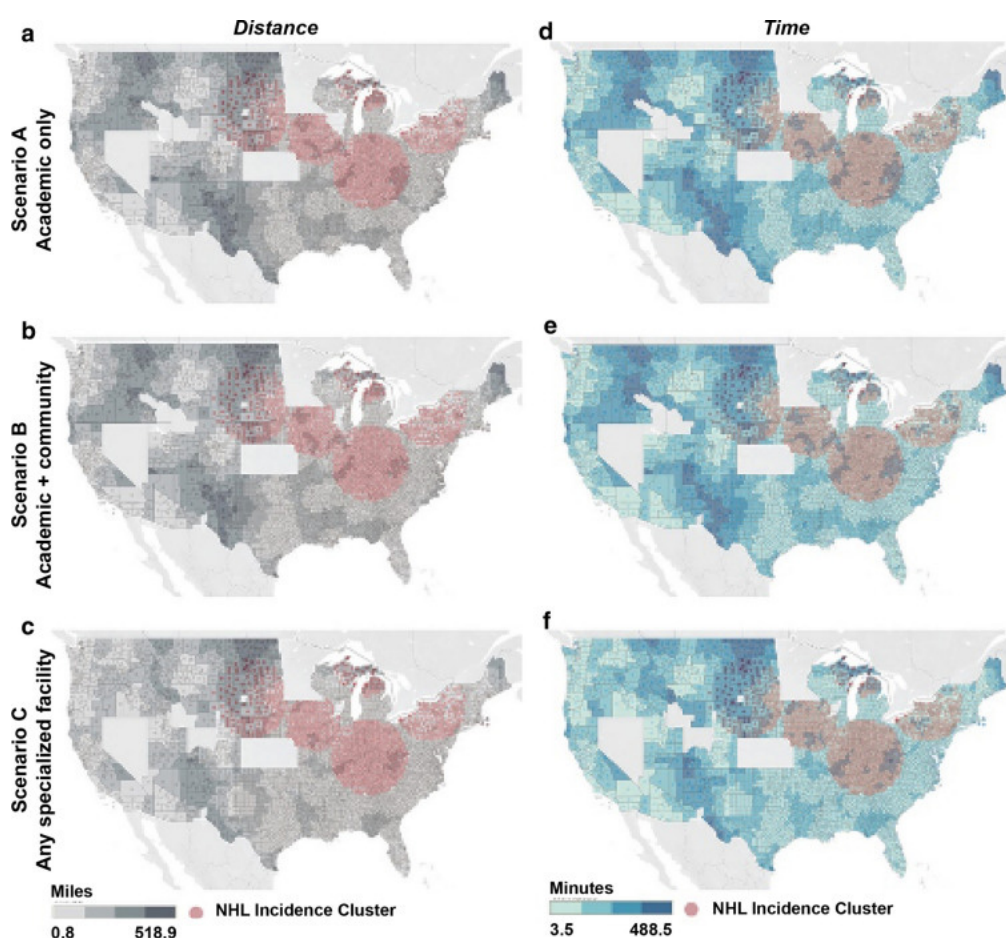 Distance
Time
a
d
Scenario A
Academic only
b
e
Scenario B
Academic + community
c
f
Scenario C
Any specialized facility
Miles
0.8 518.9
NHL Incidence Cluster
Minutes
3.5 488.5
NHL Incidence Cluster